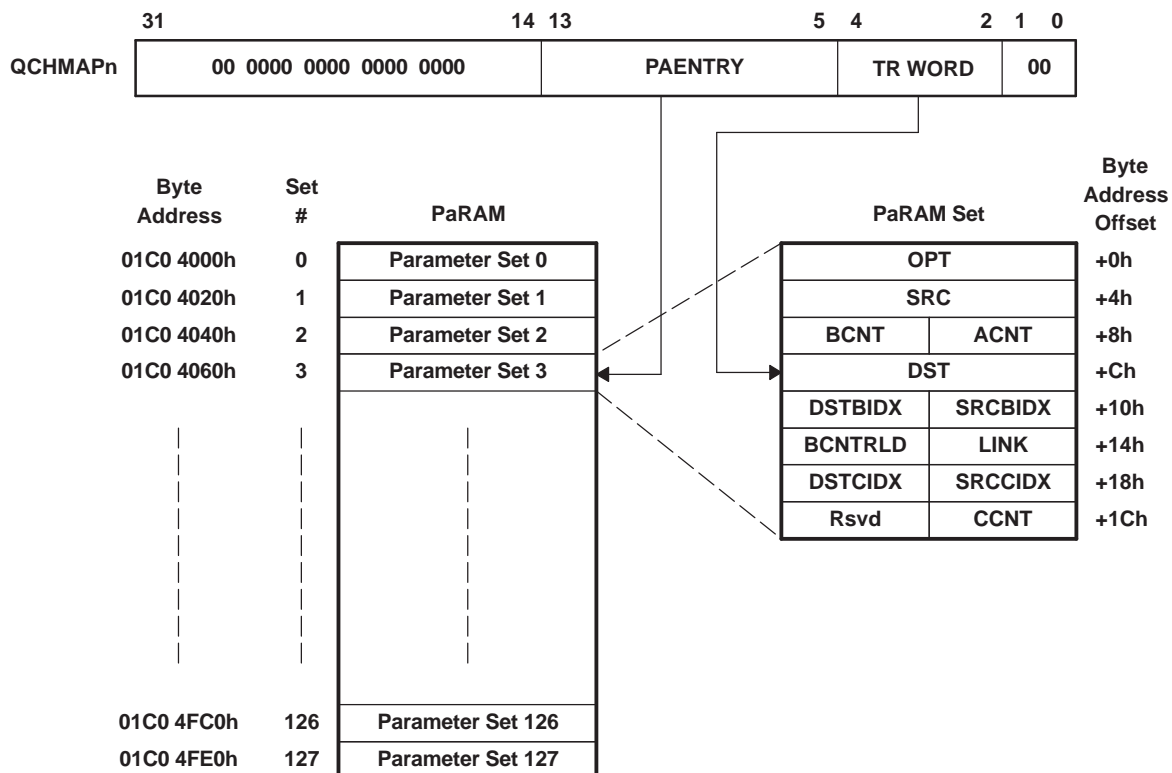 31 14 13 5 4 2 1 0
QCHMAPn 00 0000 0000 0000 0000 PAENTRY TR WORD 00
Byte Address Set # PaRAM
01C0 4000h 0 Parameter Set 0
01C0 4020h 1 Parameter Set 1
01C0 4040h 2 Parameter Set 2
01C0 4060h 3 Parameter Set 3
01C0 4FC0h 126 Parameter Set 126
01C0 4FE0h 127 Parameter Set 127
PaRAM Set Byte Address Offset
OPT +0h
SRC +4h
BCNT ACNT +8h
DST +Ch
DSTBIDX SRCBIDX +10h
BCNTRLD LINK +14h
DSTCIDX SRCCIDX +18h
Rsvd CCNT +1Ch